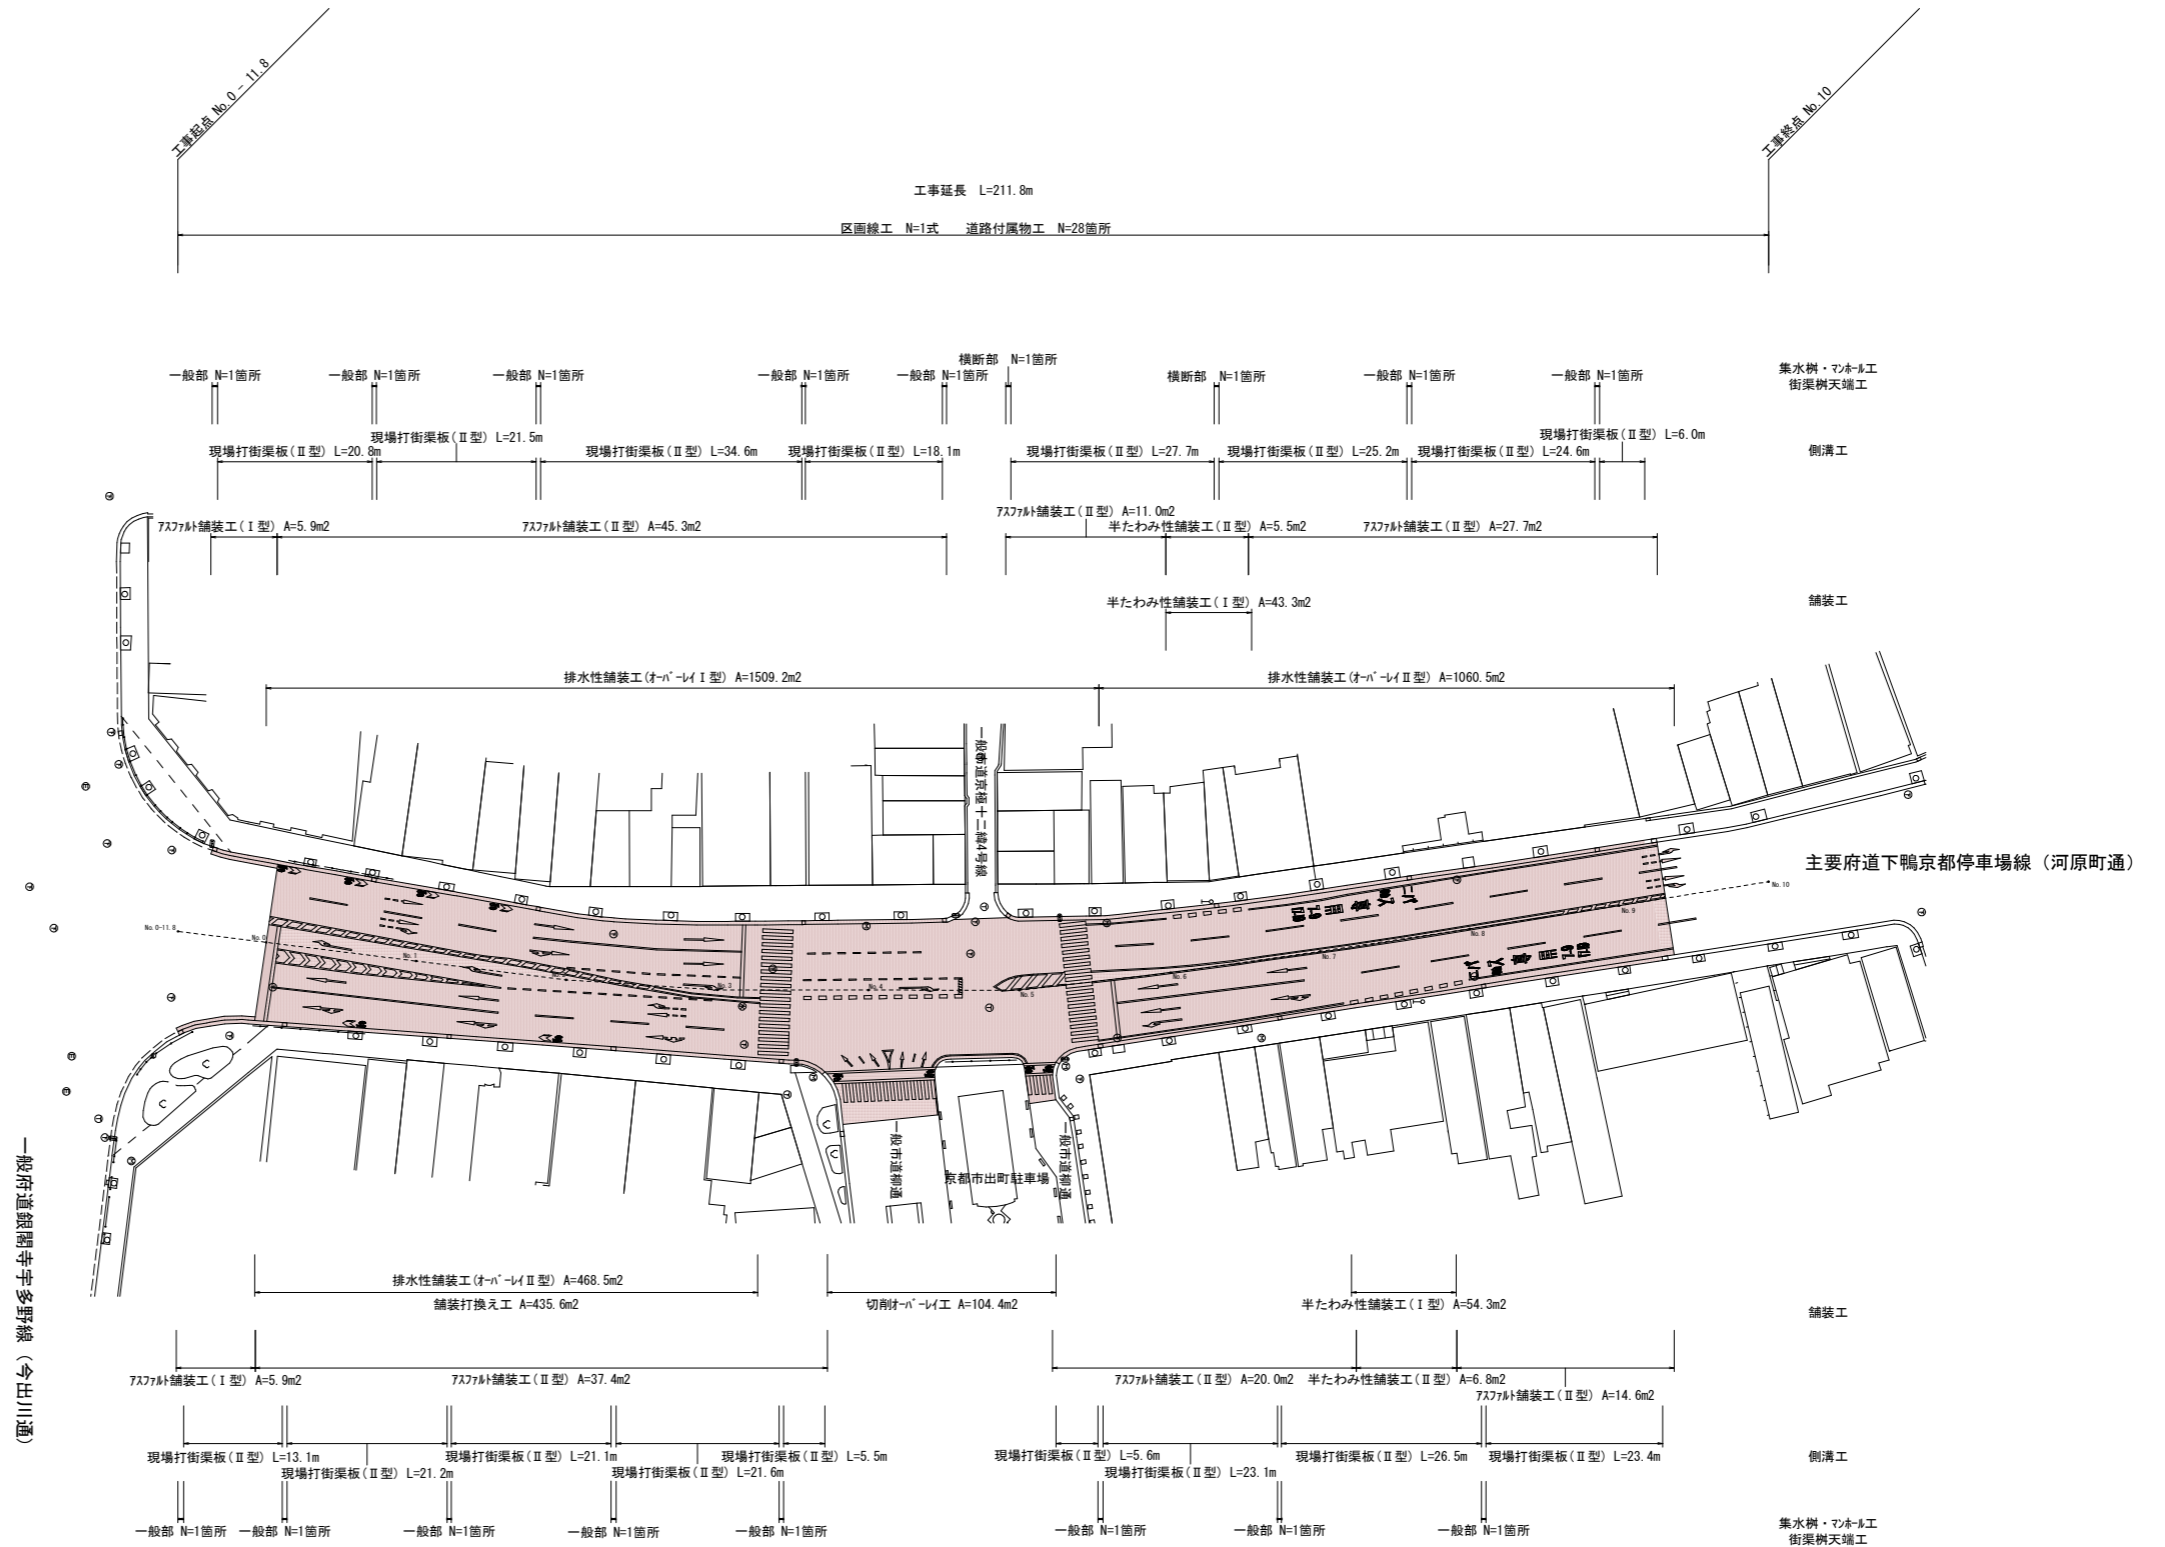 工事起点 No.0 - 11.8
工事終点 No.10
工事延長 L=211.8m
区画線工 N=1式 道路付属物工 N=28箇所
横断部 N=1箇所
一般部 N=1箇所
一般部 N=1箇所
一般部 N=1箇所
一般部 N=1箇所
一般部 N=1箇所
横断部 N=1箇所
一般部 N=1箇所
一般部 N=1箇所
集水桝・ﾏﾝﾎｰﾙ工
街渠桝天端工
現場打街渠板(Ⅱ型) L=20.8m
現場打街渠板(Ⅱ型) L=21.5m
現場打街渠板(Ⅱ型) L=34.6m
現場打街渠板(Ⅱ型) L=18.1m
現場打街渠板(Ⅱ型) L=27.7m
現場打街渠板(Ⅱ型) L=25.2m
現場打街渠板(Ⅱ型) L=24.6m
現場打街渠板(Ⅱ型) L=6.0m
側溝工
ｱｽﾌｧﾙﾄ舗装工(Ⅰ型) A=5.9m2
ｱｽﾌｧﾙﾄ舗装工(Ⅱ型) A=45.3m2
ｱｽﾌｧﾙﾄ舗装工(Ⅱ型) A=11.0m2
半たわみ性舗装工(Ⅱ型) A=5.5m2
ｱｽﾌｧﾙﾄ舗装工(Ⅱ型) A=27.7m2
半たわみ性舗装工(Ⅰ型) A=43.3m2
舗装工
排水性舗装工(ｵｰﾊﾞｰﾚｲⅠ型) A=1509.2m2
排水性舗装工(ｵｰﾊﾞｰﾚｲⅡ型) A=1060.5m2
一般市道京極十二緯4号線
主要府道下鴨京都停車場線（河原町通）
No.0-11.8
No.0
No.1
No.3
No.4
No.5
No.6
No.7
No.8
No.9
No.10
バス専用
バス専用
一般市道柳通
京都市出町駐車場
一般市道柳通
一般府道銀閣寺宇多野線（今出川通）
排水性舗装工(ｵｰﾊﾞｰﾚｲⅡ型) A=468.5m2
舗装打換え工 A=435.6m2
切削ｵｰﾊﾞｰﾚｲ工 A=104.4m2
半たわみ性舗装工(Ⅰ型) A=54.3m2
舗装工
ｱｽﾌｧﾙﾄ舗装工(Ⅰ型) A=5.9m2
ｱｽﾌｧﾙﾄ舗装工(Ⅱ型) A=37.4m2
ｱｽﾌｧﾙﾄ舗装工(Ⅱ型) A=20.0m2
半たわみ性舗装工(Ⅱ型) A=6.8m2
ｱｽﾌｧﾙﾄ舗装工(Ⅱ型) A=14.6m2
現場打街渠板(Ⅱ型) L=13.1m
現場打街渠板(Ⅱ型) L=21.2m
現場打街渠板(Ⅱ型) L=21.1m
現場打街渠板(Ⅱ型) L=21.6m
現場打街渠板(Ⅱ型) L=5.5m
現場打街渠板(Ⅱ型) L=5.6m
現場打街渠板(Ⅱ型) L=23.1m
現場打街渠板(Ⅱ型) L=26.5m
現場打街渠板(Ⅱ型) L=23.4m
側溝工
一般部 N=1箇所
一般部 N=1箇所
一般部 N=1箇所
一般部 N=1箇所
一般部 N=1箇所
一般部 N=1箇所
一般部 N=1箇所
一般部 N=1箇所
集水桝・ﾏﾝﾎｰﾙ工
街渠桝天端工